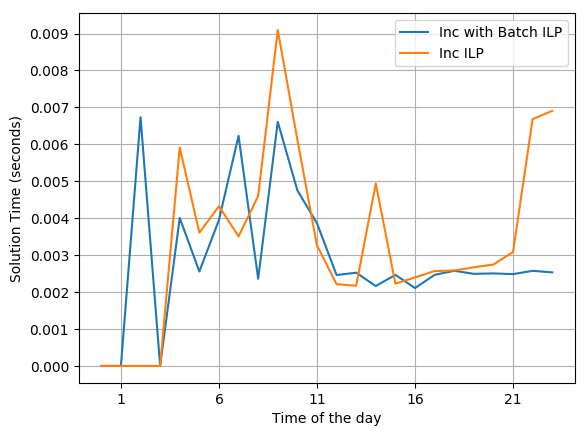 Inc with Batch ILP
Inc ILP
Solution Time (seconds)
0.009
0.008
0.007
0.006
0.005
0.004
0.003
0.002
0.001
0.000
1 6 11 16 21
Time of the day